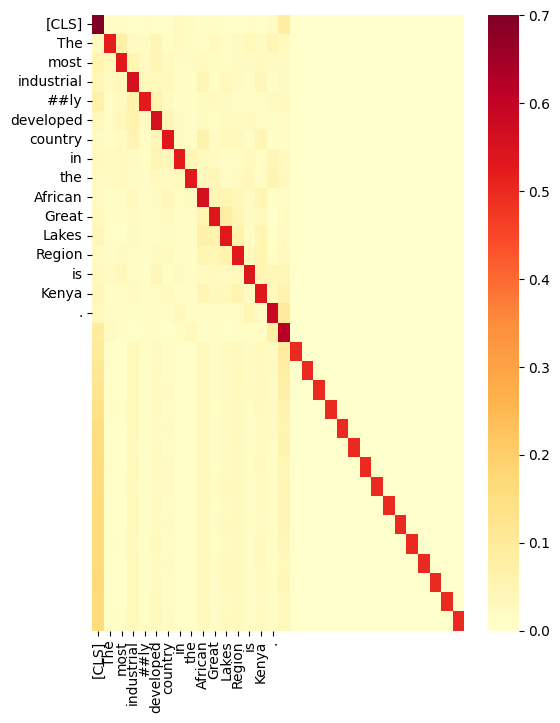 [CLS]
The
most
industrial
##ly
developed
country
in
the
African
Great
Lakes
Region
is
Kenya
.
0.7
0.6
0.5
0.4
0.3
0.2
0.1
0.0
[CLS]
The
most
industrial
##ly
developed
country
in
the
African
Great
Lakes
Region
is
Kenya
.